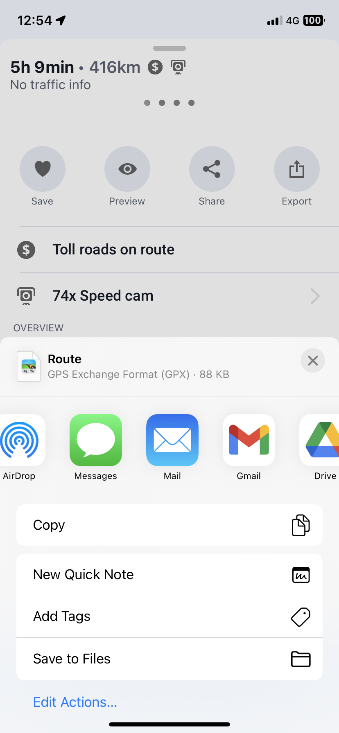 12:54
4G 100
5h 9min • 416km
No traffic info
Save Preview Share Export
Toll roads on route
74x Speed cam
OVERVIEW
Route
GPS Exchange Format (GPX) · 88 KB
AirDrop Messages Mail Gmail Drive
Copy
New Quick Note
Add Tags
Save to Files
Edit Actions...